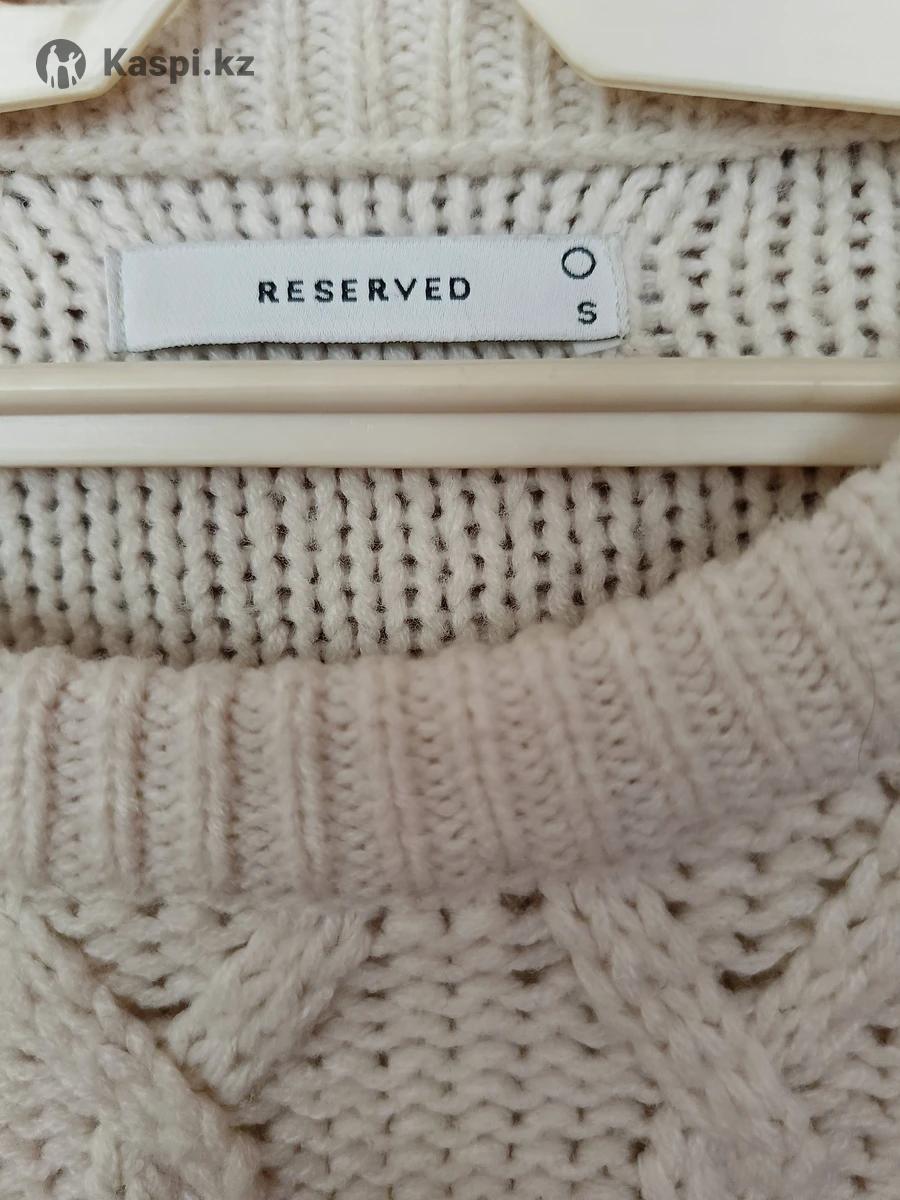 Kaspi.kz
RESERVED
O
S